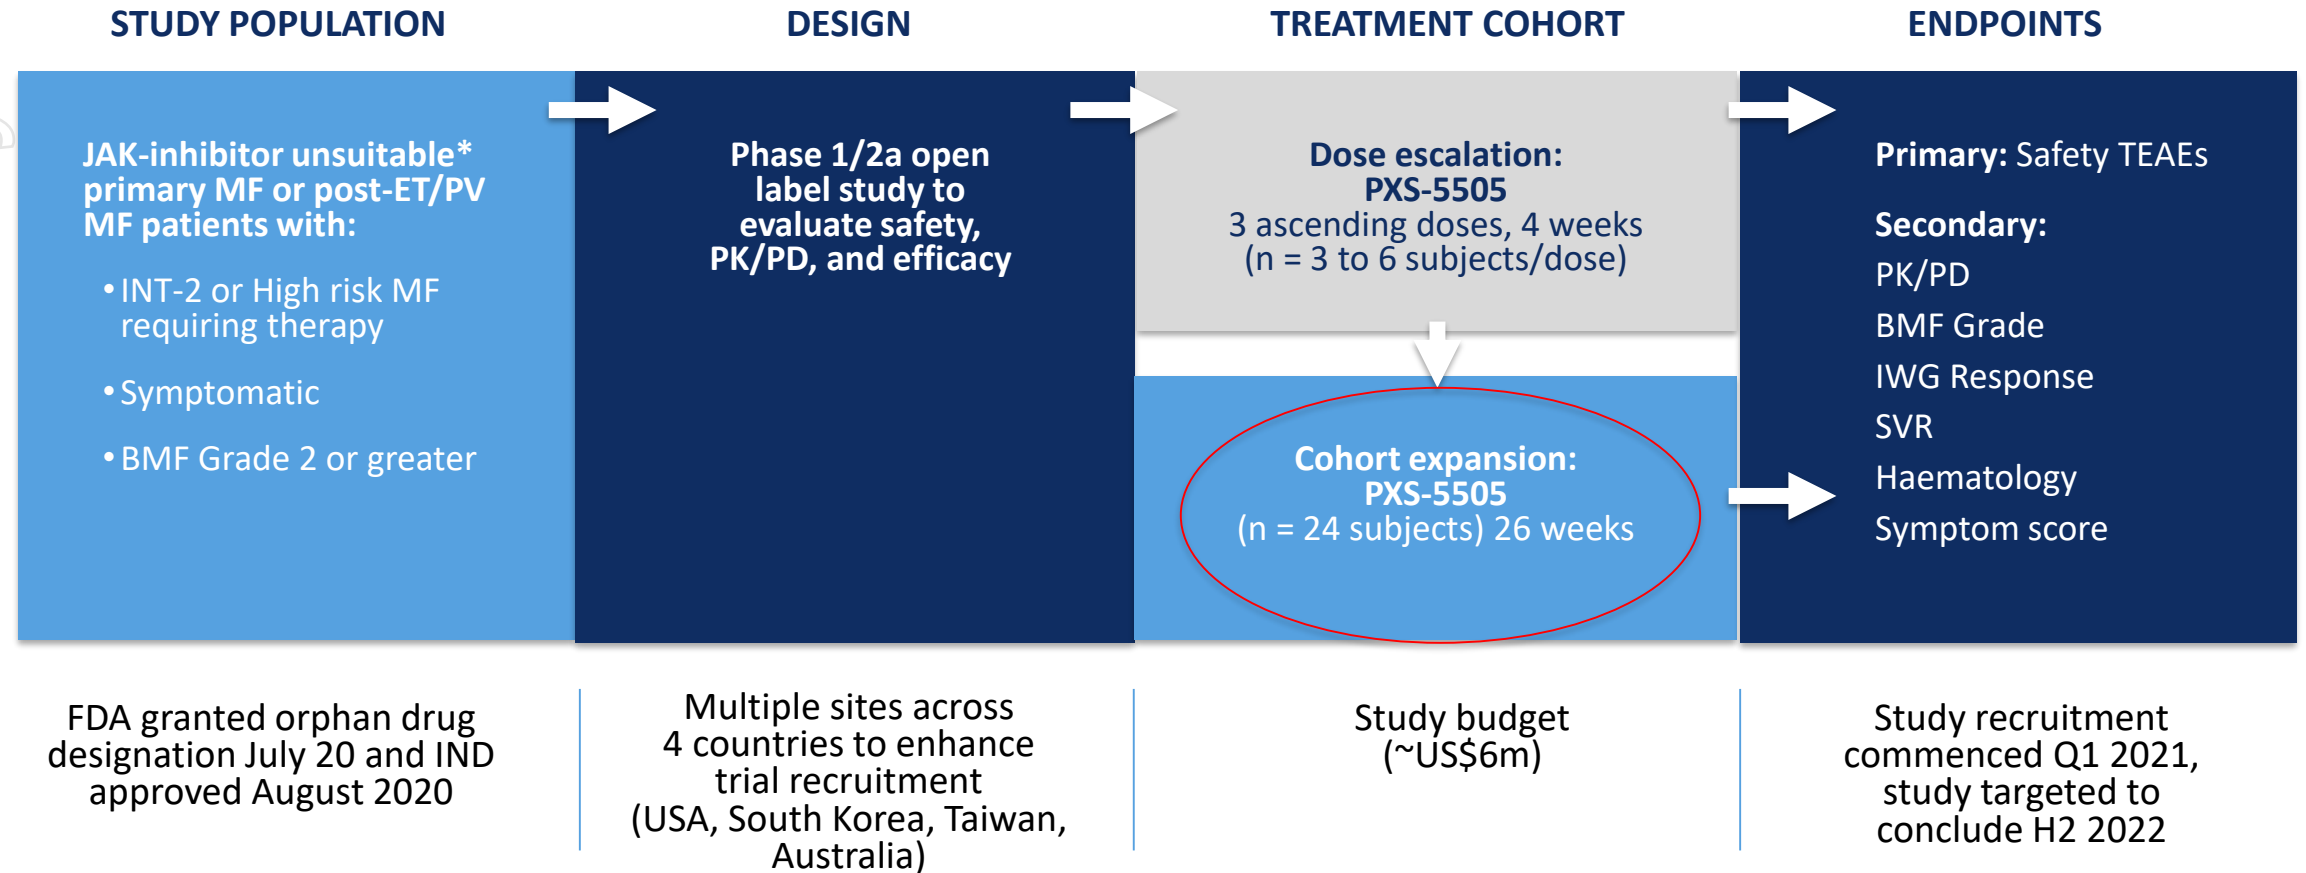 STUDY POPULATION
JAK-inhibitor unsuitable*
primary MF or post-ET/PV
MF patients with:
• INT-2 or High risk MF
requiring therapy
• Symptomatic
• BMF Grade 2 or greater
FDA granted orphan drug
designation July 20 and IND
approved August 2020
DESIGN
Phase 1/2a open
label study to
evaluate safety,
PK/PD, and efficacy
Multiple sites across
4 countries to enhance
trial recruitment
(USA, South Korea, Taiwan,
Australia)
TREATMENT COHORT
Dose escalation:
PXS-5505
3 ascending doses, 4 weeks
(n = 3 to 6 subjects/dose)
Cohort expansion:
PXS-5505
(n = 24 subjects) 26 weeks
Study budget
(~US$6m)
ENDPOINTS
Primary: Safety TEAEs
Secondary:
PK/PD
BMF Grade
IWG Response
SVR
Haematology
Symptom score
Study recruitment
commenced Q1 2021,
study targeted to
conclude H2 2022